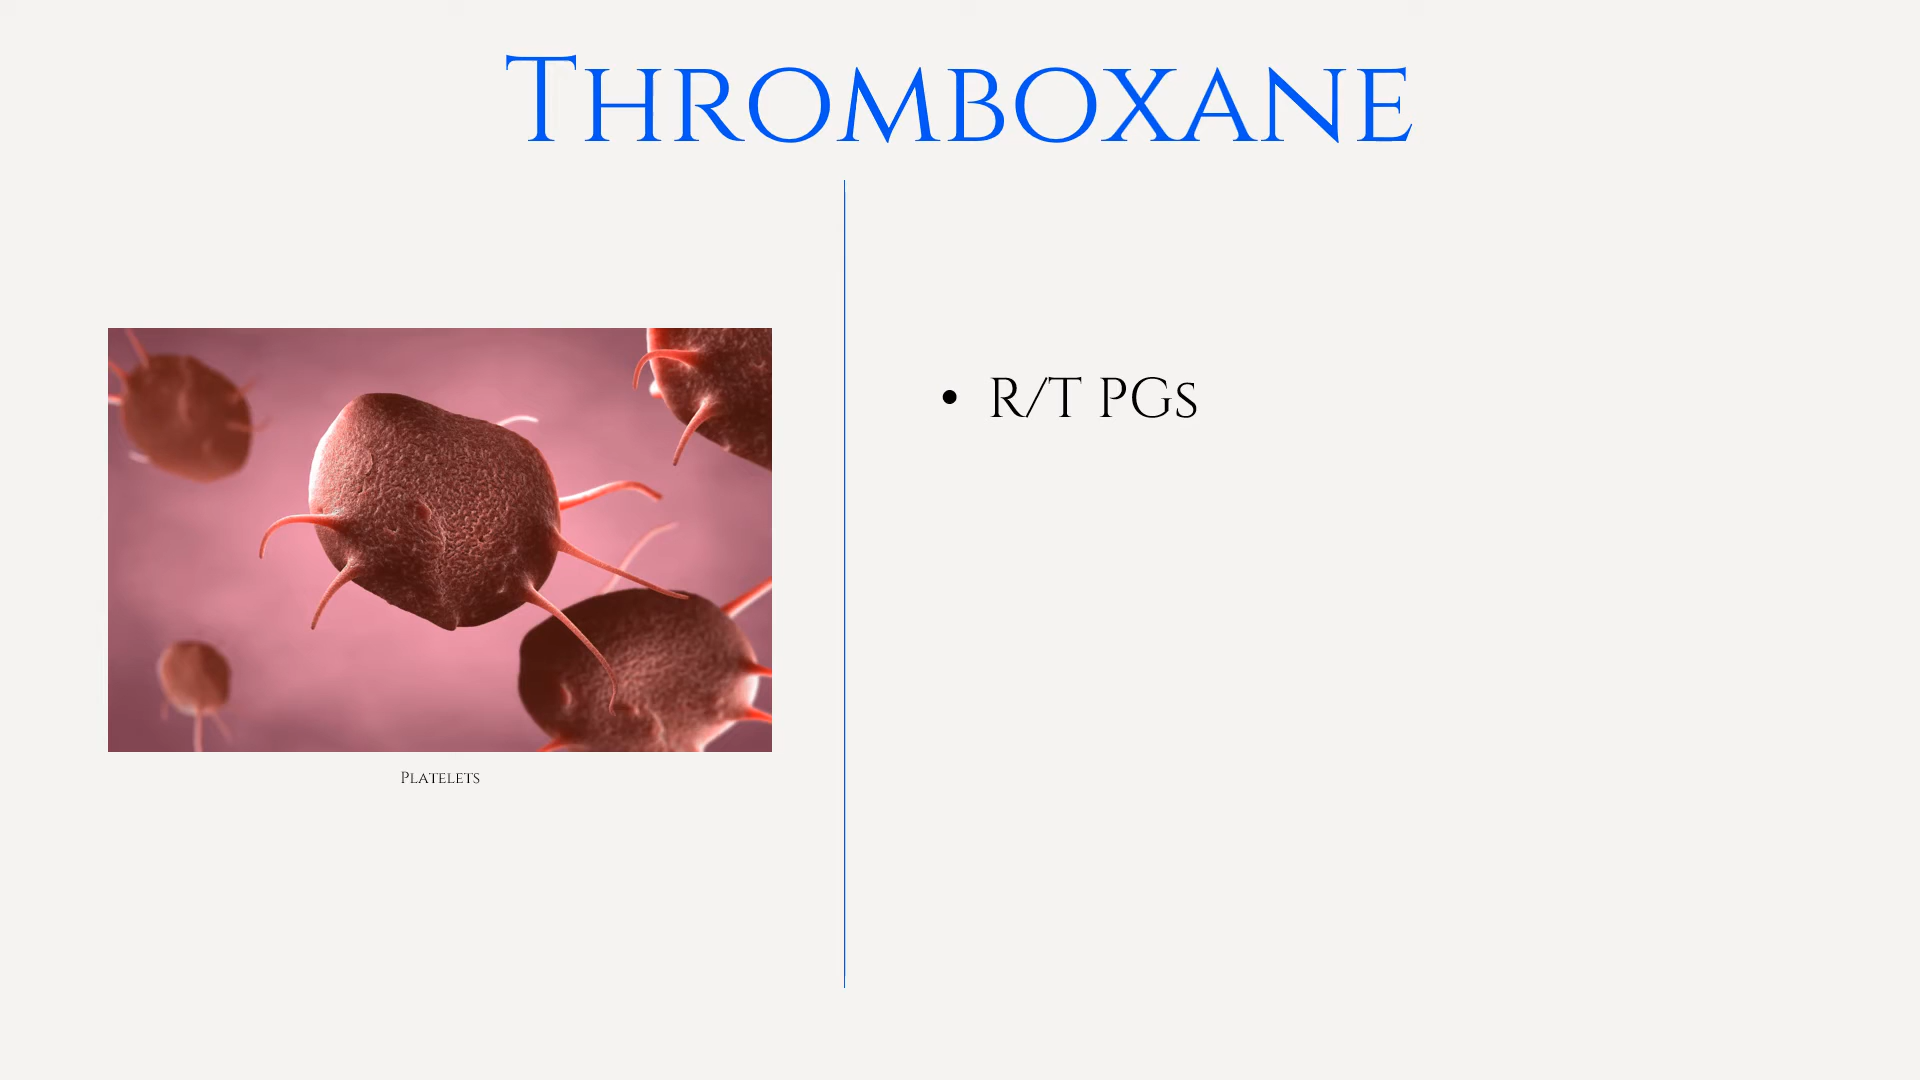 Thromboxane
Platelets
• R/T PGs